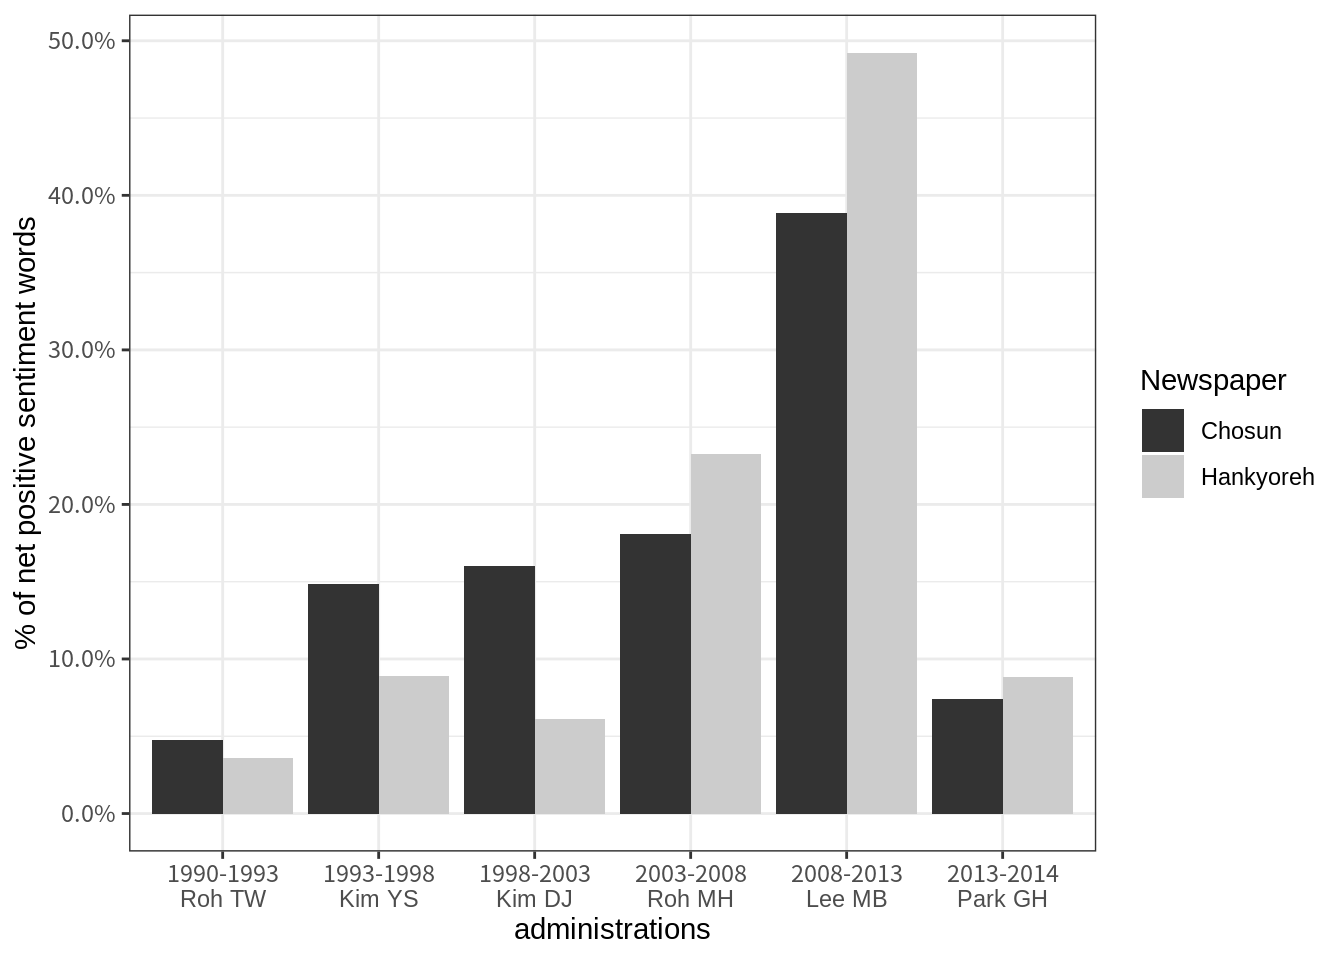 % of net positive sentiment words
50.0%
40.0%
30.0%
20.0%
10.0%
0.0%
1990-1993
Roh TW
1993-1998
Kim YS
1998-2003
Kim DJ
2003-2008
Roh MH
2008-2013
Lee MB
2013-2014
Park GH
administrations
Newspaper
Chosun
Hankyoreh